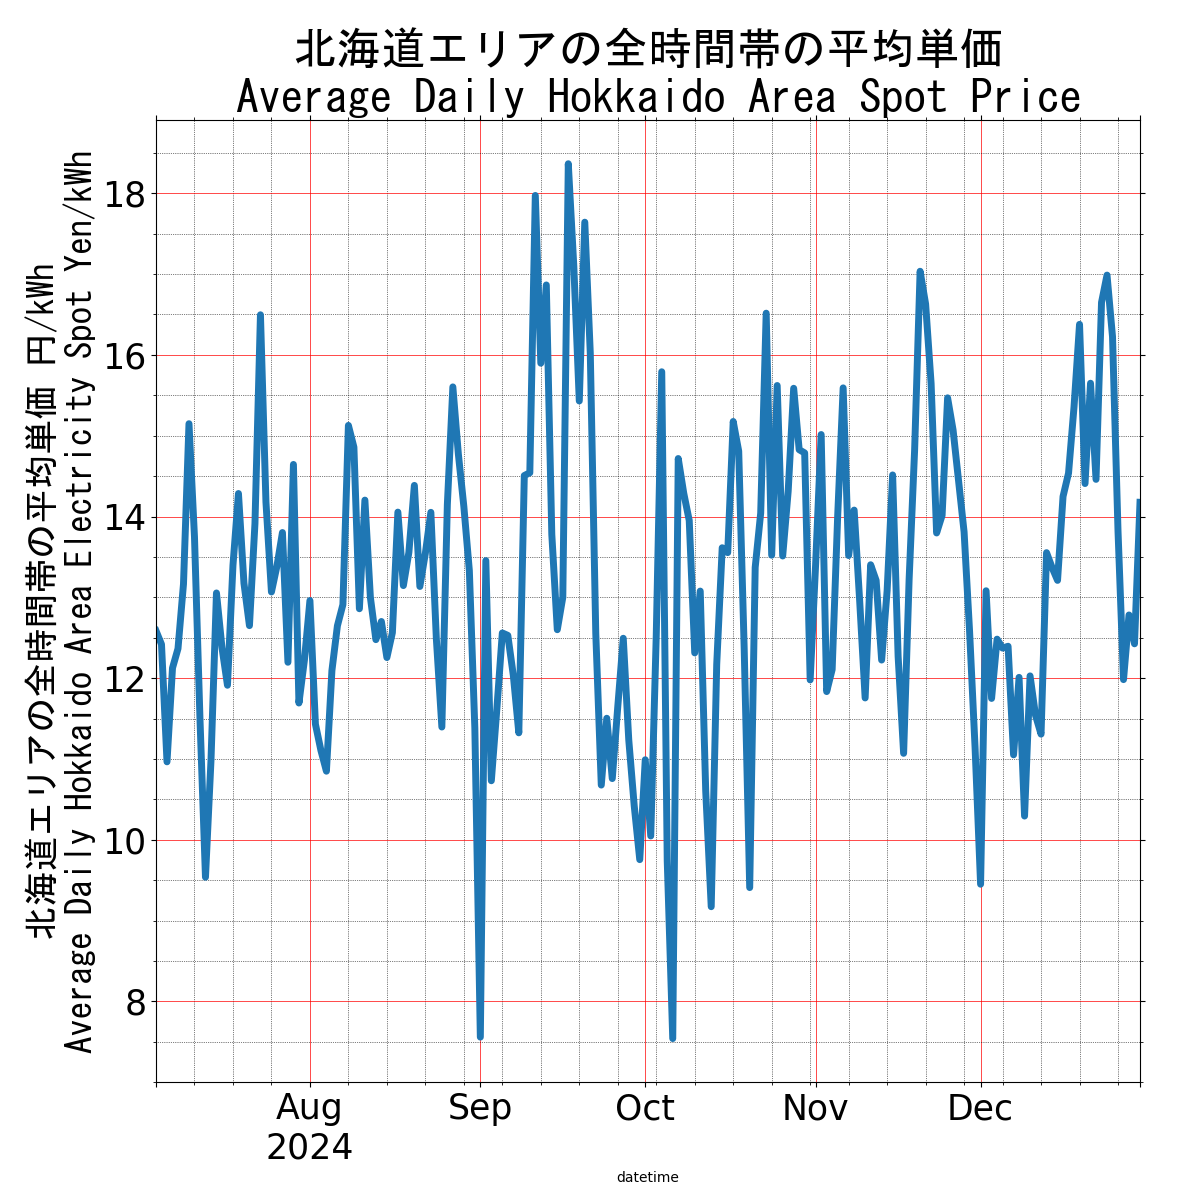 北海道エリアの全時間帯の平均単価
Average Daily Hokkaido Area Spot Price
北海道エリアの全時間帯の平均単価 円/kWh
Average Daily Hokkaido Area Electricity Spot Yen/kWh
18
16
14
12
10
8
Aug
2024
Sep
Oct
Nov
Dec
datetime